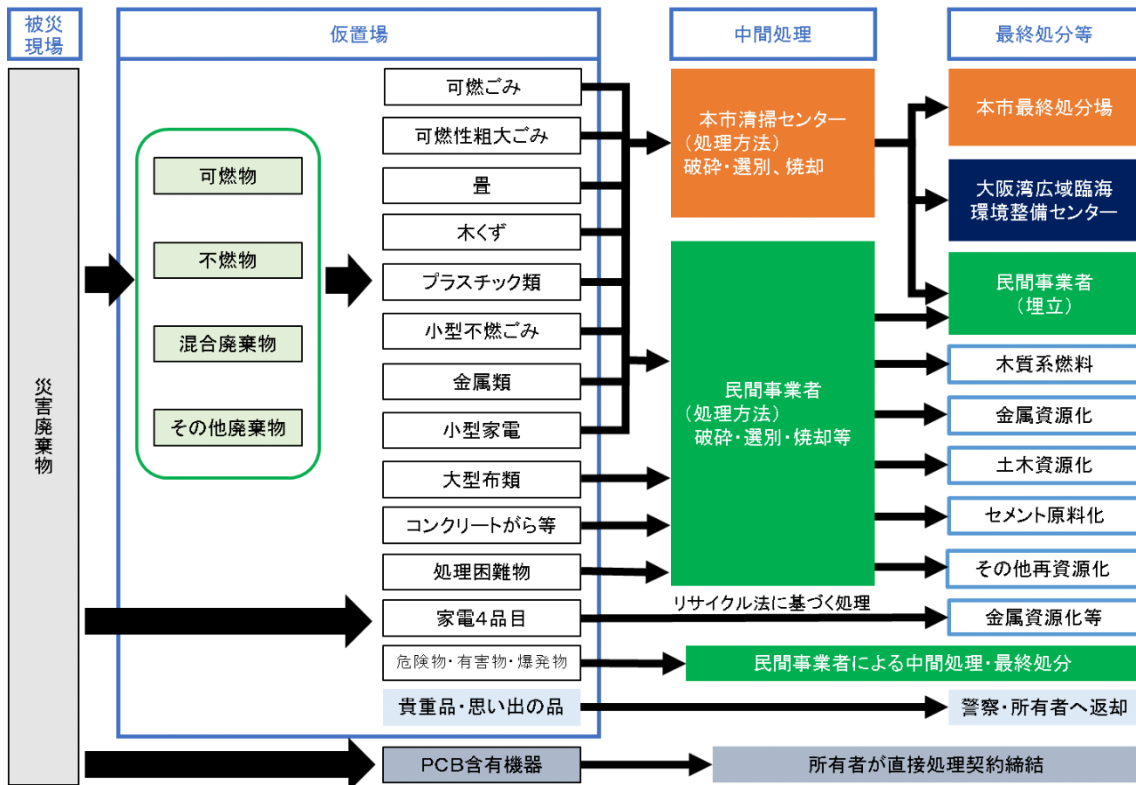 被災
現場
仮置場
中間処理
最終処分等
災害廃棄物
可燃物
不燃物
混合廃棄物
その他廃棄物
可燃ごみ
可燃性粗大ごみ
畳
木くず
プラスチック類
小型不燃ごみ
金属類
小型家電
大型布類
コンクリートがら等
処理困難物
家電4品目
危険物・有害物・爆発物
貴重品・思い出の品
PCB含有機器
本市清掃センター
（処理方法）
破砕・選別、焼却
民間事業者
（処理方法）
破砕・選別・焼却等
リサイクル法に基づく処理
本市最終処分場
大阪湾広域臨海
環境整備センター
民間事業者
（埋立）
木質系燃料
金属資源化
土木資源化
セメント原料化
その他再資源化
金属資源化等
民間事業者による中間処理・最終処分
警察・所有者へ返却
所有者が直接処理契約締結